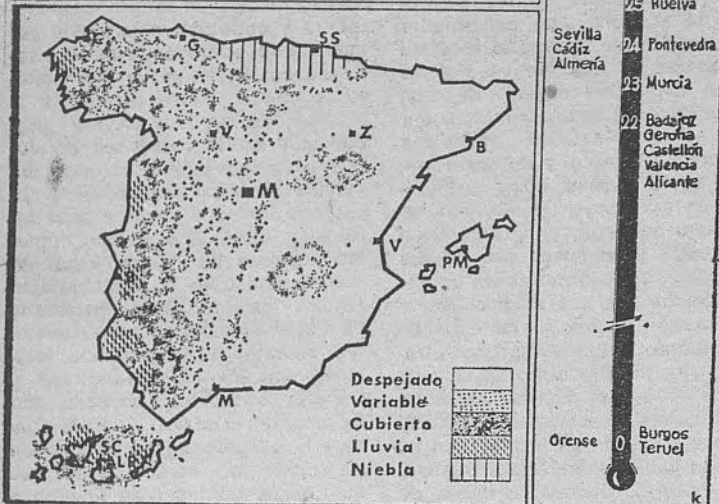 G
SS
V
Z
B
M
V
PM
S
M
SC
Despejado
Variable
Cubierto
Lluvia
Niebla
25 Huelva
Sevilla
Cádiz
Almería
24 Pontevedra
23 Murcia
22 Badajoz
Gerona
Castellón
Valencia
Alicante
Orense 0 Burgos
Teruel
k